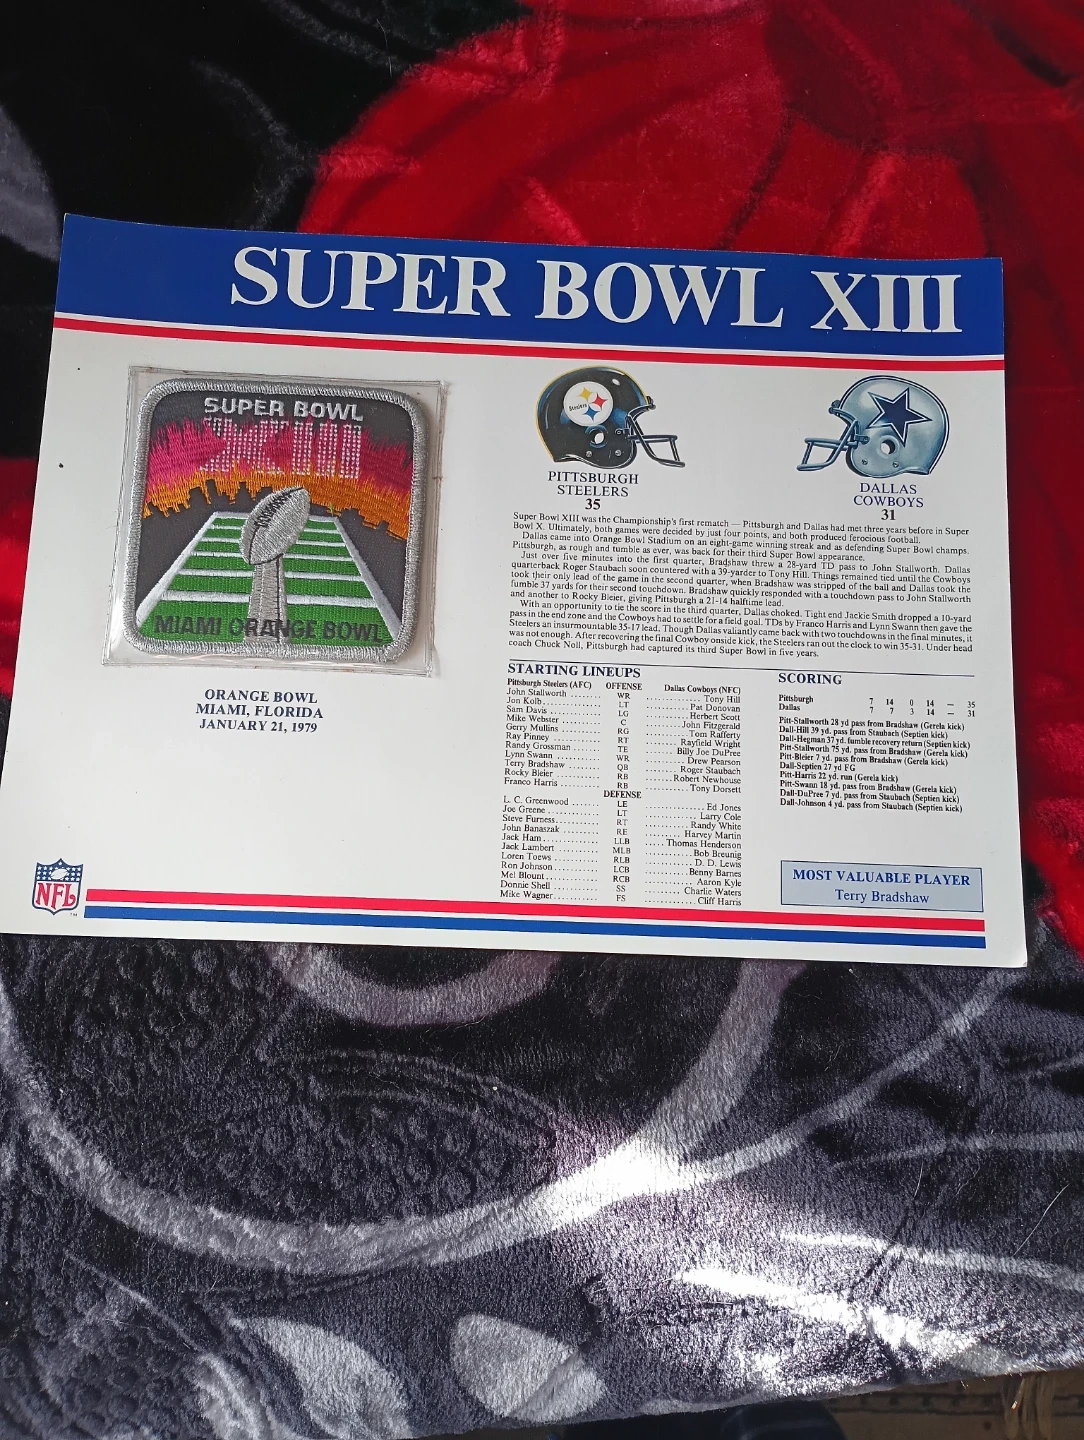 SUPER BOWL XIII
SUPER BOWL
XIII
MIAMI ORANGE BOWL
ORANGE BOWL
MIAMI, FLORIDA
JANUARY 21, 1979
Steelers
PITTSBURGH
STEELERS
35
DALLAS
COWBOYS
31
Super Bowl XIII was the Championship's first rematch — Pittsburgh and Dallas had met three years before in Super
Bowl X. Ultimately, both games were decided by just four points, and both produced ferocious football.
Dallas came into Orange Bowl Stadium on an eight-game winning streak and as defending Super Bowl champs.
Pittsburgh, as rough and tumble as ever, was back for their third Super Bowl appearance.
Just over five minutes into the first quarter, Bradshaw threw a 28-yard TD pass to John Stallworth. Dallas
quarterback Roger Staubach soon countered with a 39-yarder to Tony Hill. Things remained tied until the Cowboys
took their only lead of the game in the second quarter, when Bradshaw was stripped of the ball and Dallas took the
fumble 37 yards for their second touchdown. Bradshaw quickly responded with a touchdown pass to John Stallworth
and another to Rocky Bleier, giving Pittsburgh a 21-14 halftime lead.
With an opportunity to tie the score in the third quarter, Dallas choked. Tight end Jackie Smith dropped a 10-yard
pass in the end zone and the Cowboys had to settle for a field goal. TDs by Franco Harris and Lynn Swann then gave the
Steelers an insurmountable 35-17 lead. Though Dallas valiantly came back with two touchdowns in the final minutes, it
was not enough. After recovering the final Cowboy onside kick, the Steelers ran out the clock to win 35-31. Under head
coach Chuck Noll, Pittsburgh had captured its third Super Bowl in five years.
STARTING LINEUPS
Pittsburgh Steelers (AFC) OFFENSE Dallas Cowboys (NFC)
John Stallworth ........ WR ............ Tony Hill
Jon Kolb ........ LT ............ Pat Donovan
Sam Davis ........ LG ............ Herbert Scott
Mike Webster ........ C ............ John Fitzgerald
Gerry Mullins ........ RG ............ Tom Rafferty
Ray Pinney ........ RT ............ Rayfield Wright
Randy Grossman ........ TE ............ Billy Joe DuPree
Lynn Swann ........ WR ............ Drew Pearson
Terry Bradshaw ........ QB ............ Roger Staubach
Rocky Bleier ........ RB ............ Robert Newhouse
Franco Harris ........ RB ............ Tony Dorsett
DEFENSE
L. C. Greenwood ........ LE ............ Ed Jones
Joe Greene ........ LT ............ Larry Cole
Steve Furness ........ RT ............ Randy White
John Banaszak ........ RE ............ Harvey Martin
Jack Ham ........ LLB ............ Thomas Henderson
Jack Lambert ........ MLB ............ Bob Breunig
Loren Toews ........ RLB ............ D. D. Lewis
Ron Johnson ........ LCB ............ Benny Barnes
Mel Blount ........ RCB ............ Aaron Kyle
Donnie Shell ........ SS ............ Charlie Waters
Mike Wagner ........ FS ............ Cliff Harris
SCORING
Pittsburgh 7 14 0 14 — 35
Dallas 7 7 3 14 — 31
Pitt-Stallworth 28 yd pass from Bradshaw (Gerela kick)
Dall-Hill 39 yd. pass from Staubach (Septien kick)
Dall-Hegman 37 yd. fumble recovery return (Septien kick)
Pitt-Stallworth 75 yd. pass from Bradshaw (Gerela kick)
Pitt-Bleier 7 yd. pass from Bradshaw (Gerela kick)
Dall-Septien 27 yd FG
Pitt-Harris 22 yd. run (Gerela kick)
Pitt-Swann 18 yd. pass from Bradshaw (Gerela kick)
Dall-DuPree 7 yd. pass from Staubach (Septien kick)
Dall-Johnson 4 yd. pass from Staubach (Septien kick)
MOST VALUABLE PLAYER
Terry Bradshaw
NFL
TM